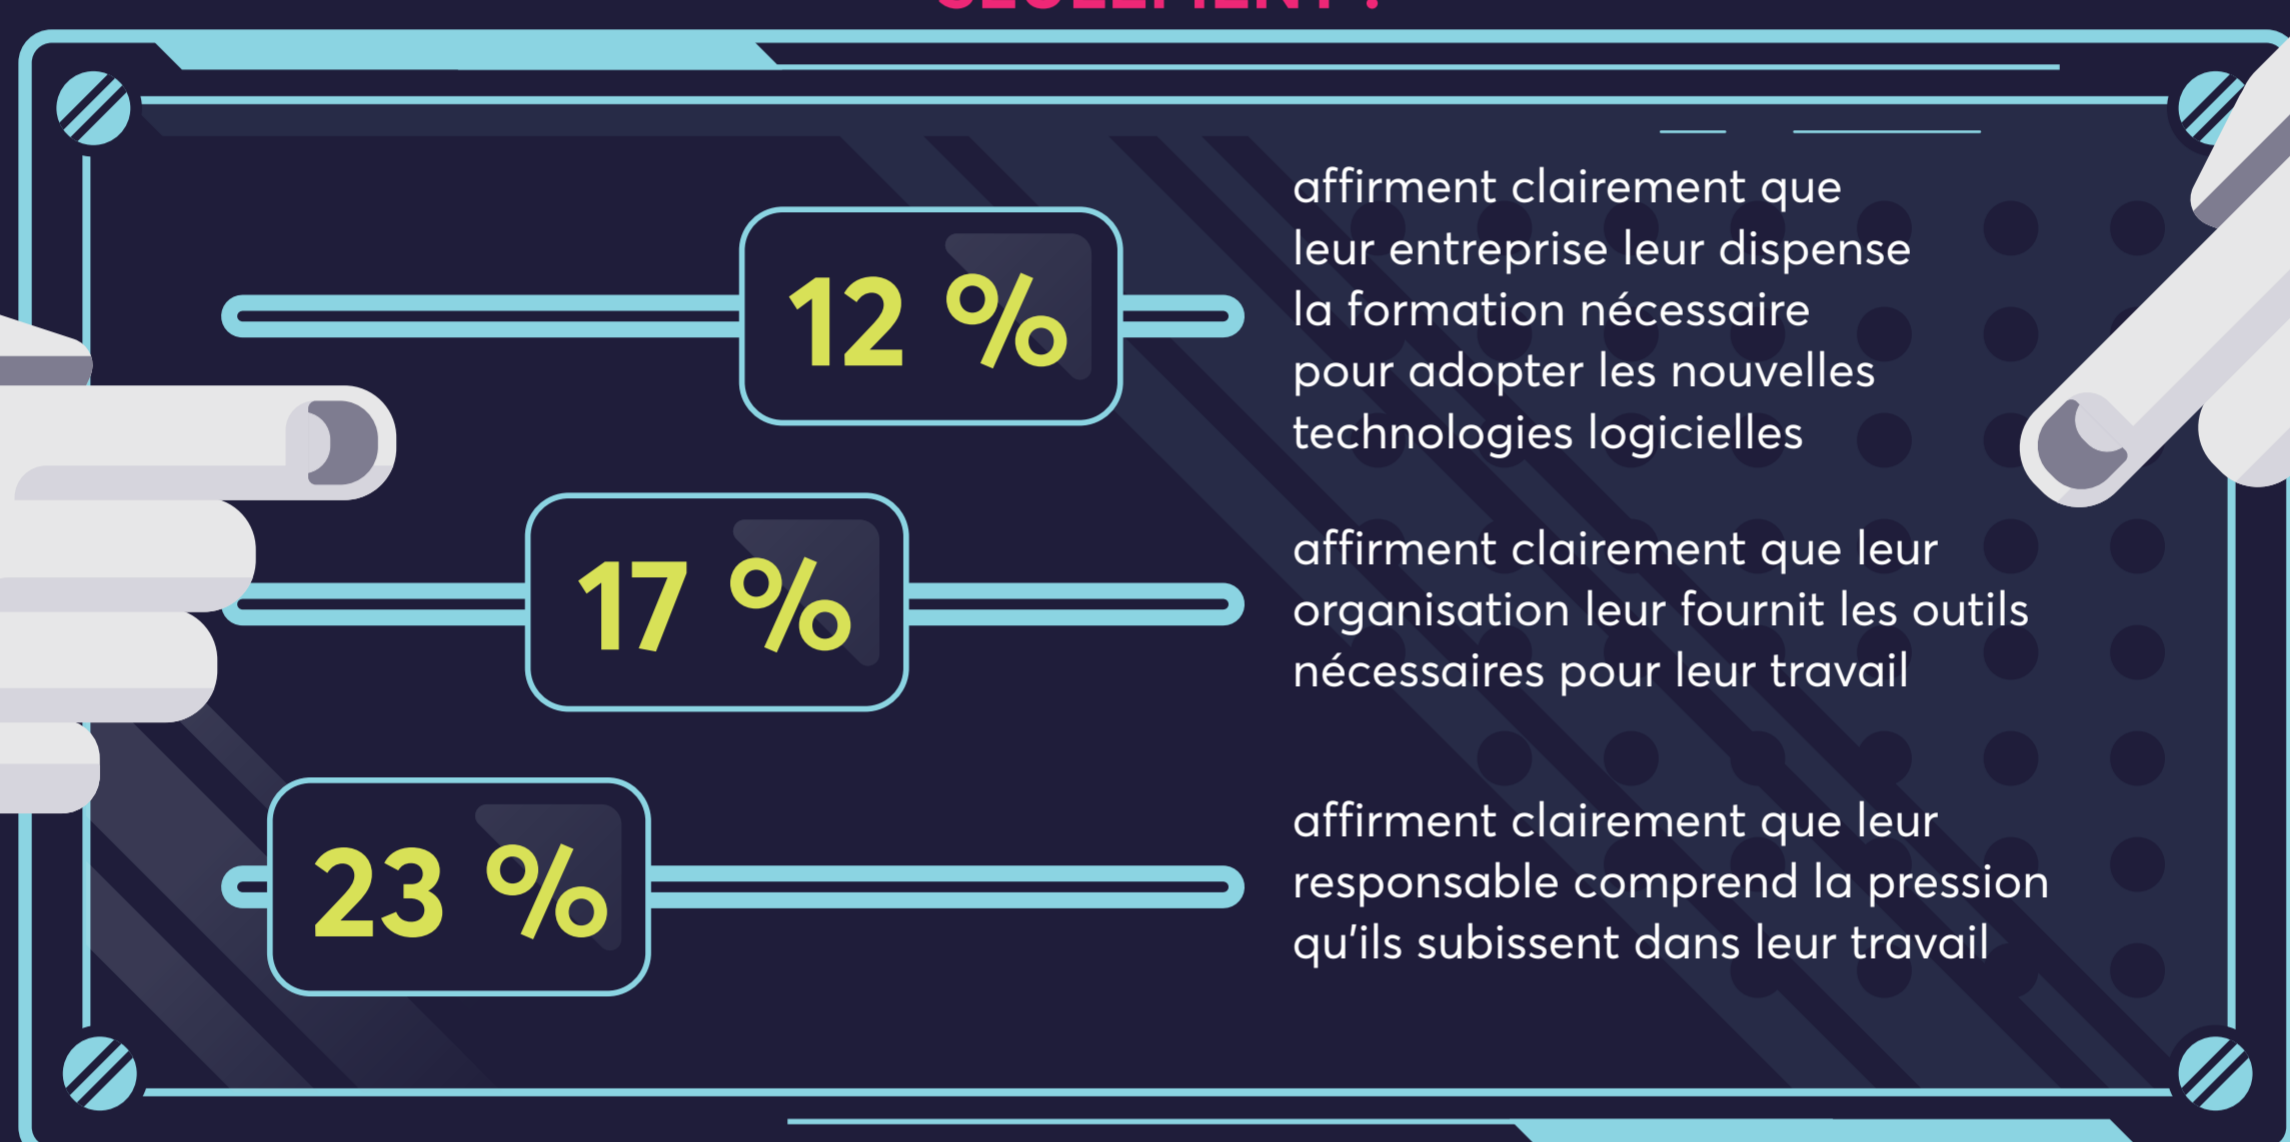 12 %
affirment clairement que
leur entreprise leur dispense
la formation nécessaire
pour adopter les nouvelles
technologies logicielles
17 %
affirment clairement que leur
organisation leur fournit les outils
nécessaires pour leur travail
23 %
affirment clairement que leur
responsable comprend la pression
qu’ils subissent dans leur travail